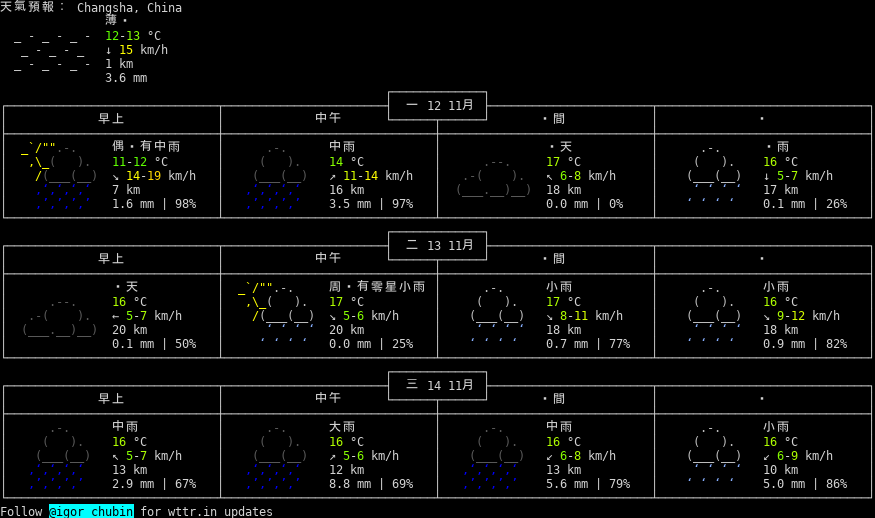 天氣預報： Changsha, China
薄・
12-13 °C
↓ 15 km/h
1 km
3.6 mm
一 12 11月
早上 中午 ・間 ・
偶・有中雨 中雨 ・天 ・雨
11-12 °C 14 °C 17 °C 16 °C
↘ 14-19 km/h ↗ 11-14 km/h ↖ 6-8 km/h ↓ 5-7 km/h
7 km 16 km 18 km 17 km
1.6 mm | 98% 3.5 mm | 97% 0.0 mm | 0% 0.1 mm | 26%
二 13 11月
早上 中午 ・間 ・
・天 周・有零星小雨 小雨 小雨
16 °C 17 °C 17 °C 16 °C
← 5-7 km/h ↘ 5-6 km/h ↘ 8-11 km/h ↘ 9-12 km/h
20 km 20 km 18 km 18 km
0.1 mm | 50% 0.0 mm | 25% 0.7 mm | 77% 0.9 mm | 82%
三 14 11月
早上 中午 ・間 ・
中雨 大雨 中雨 小雨
16 °C 16 °C 16 °C 16 °C
↖ 5-7 km/h ↗ 5-6 km/h ↙ 6-8 km/h ↙ 6-9 km/h
13 km 12 km 13 km 10 km
2.9 mm | 67% 8.8 mm | 69% 5.6 mm | 79% 5.0 mm | 86%
Follow @igor_chubin for wttr.in updates